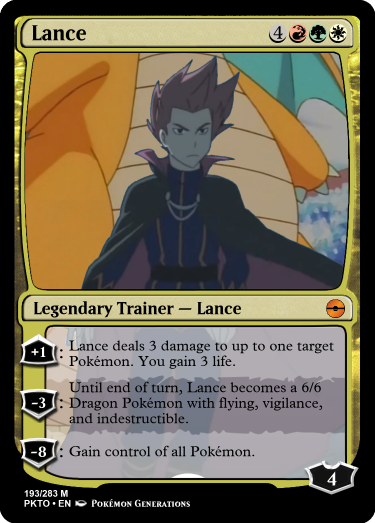 Lance 4
Legendary Trainer — Lance
+1: Lance deals 3 damage to up to one target
Pokémon. You gain 3 life.
-3: Until end of turn, Lance becomes a 6/6
Dragon Pokémon with flying, vigilance,
and indestructible.
-8: Gain control of all Pokémon.
4
193/283 M
PKTO • EN Pokémon Generations